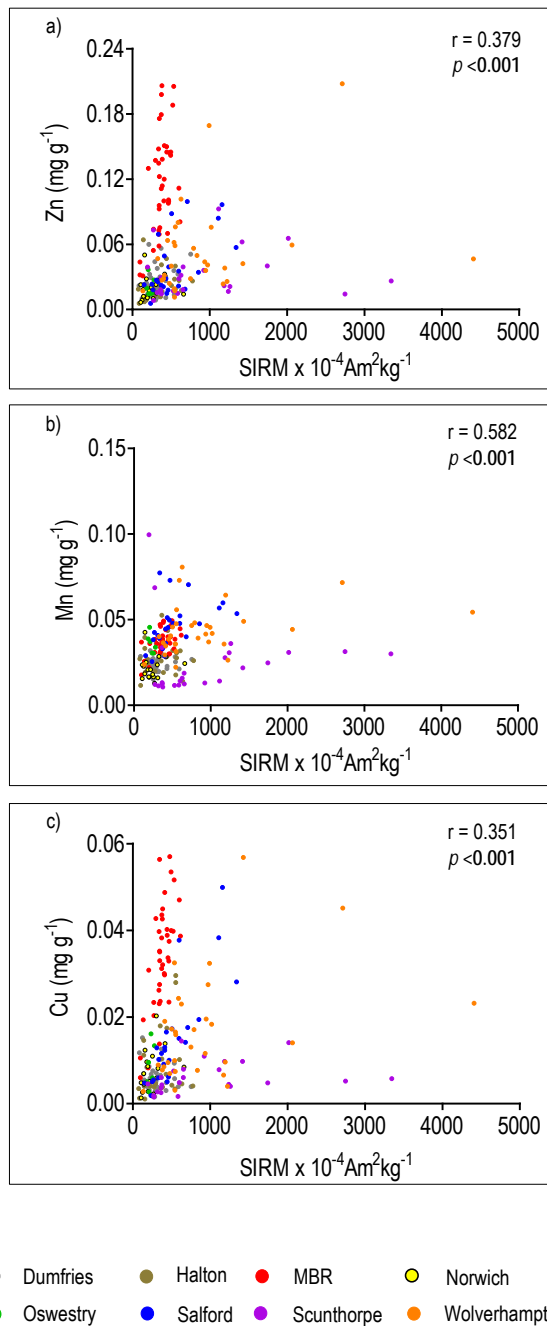 a)
r = 0.379
p <0.001
0.24
0.18
0.12
0.06
0.00
Zn (mg g⁻¹)
0 1000 2000 3000 4000 5000
SIRM x 10⁻⁴Am²kg⁻¹
b)
r = 0.582
p <0.001
0.15
0.10
0.05
0.00
Mn (mg g⁻¹)
0 1000 2000 3000 4000 5000
SIRM x 10⁻⁴Am²kg⁻¹
c)
r = 0.351
p <0.001
0.06
0.04
0.02
0.00
Cu (mg g⁻¹)
0 1000 2000 3000 4000 5000
SIRM x 10⁻⁴Am²kg⁻¹
Dumfries Halton MBR Norwich
Oswestry Salford Scunthorpe Wolverhampt